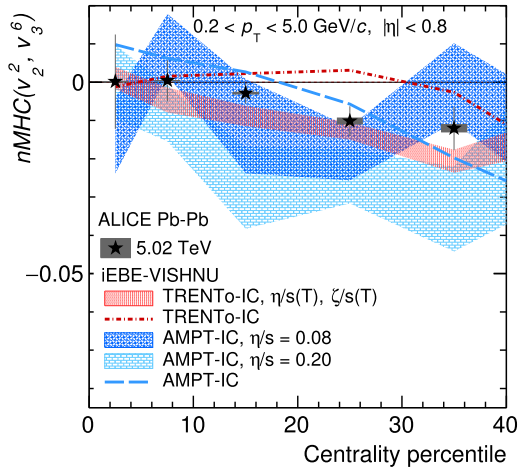 0.2 < p_T < 5.0 GeV/c, |η| < 0.8
nMHC(v_2^2, v_3^6)
0
−0.05
ALICE Pb-Pb
5.02 TeV
iEBE-VISHNU
TRENTo-IC, η/s(T), ζ/s(T)
TRENTo-IC
AMPT-IC, η/s = 0.08
AMPT-IC, η/s = 0.20
AMPT-IC
0 10 20 30 40
Centrality percentile